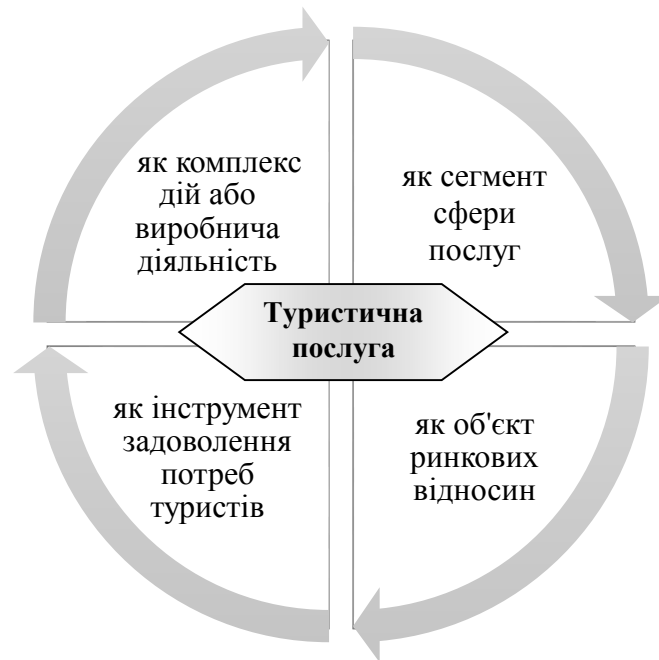 як комплекс
дій або
виробнича
діяльність
як сегмент
сфери
послуг
Туристична
послуга
як інструмент
задоволення
потреб
туристів
як об'єкт
ринкових
відносин